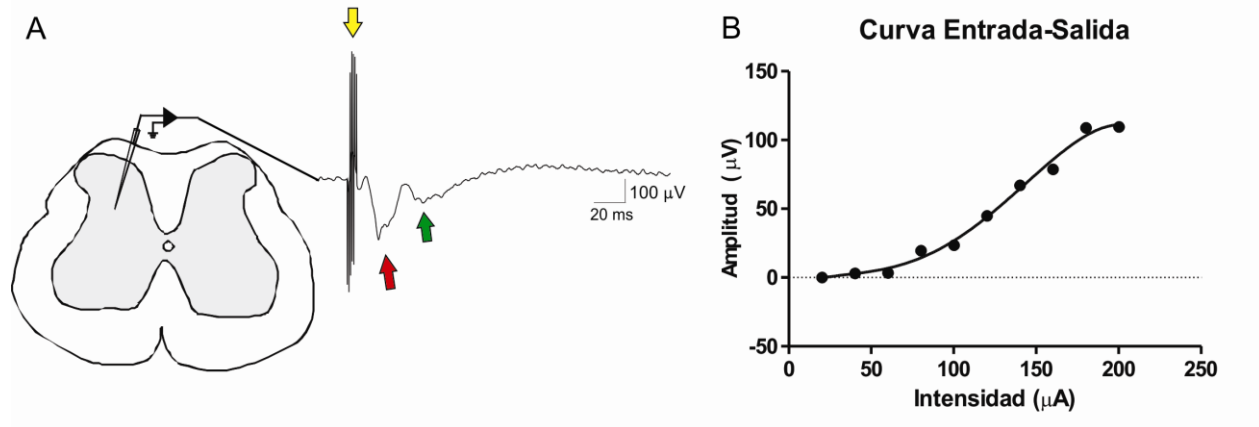 A
100 µV
20 ms
B
Curva Entrada-Salida
150
100
50
0
-50
Amplitud ( µV)
0 50 100 150 200 250
Intensidad (µA)